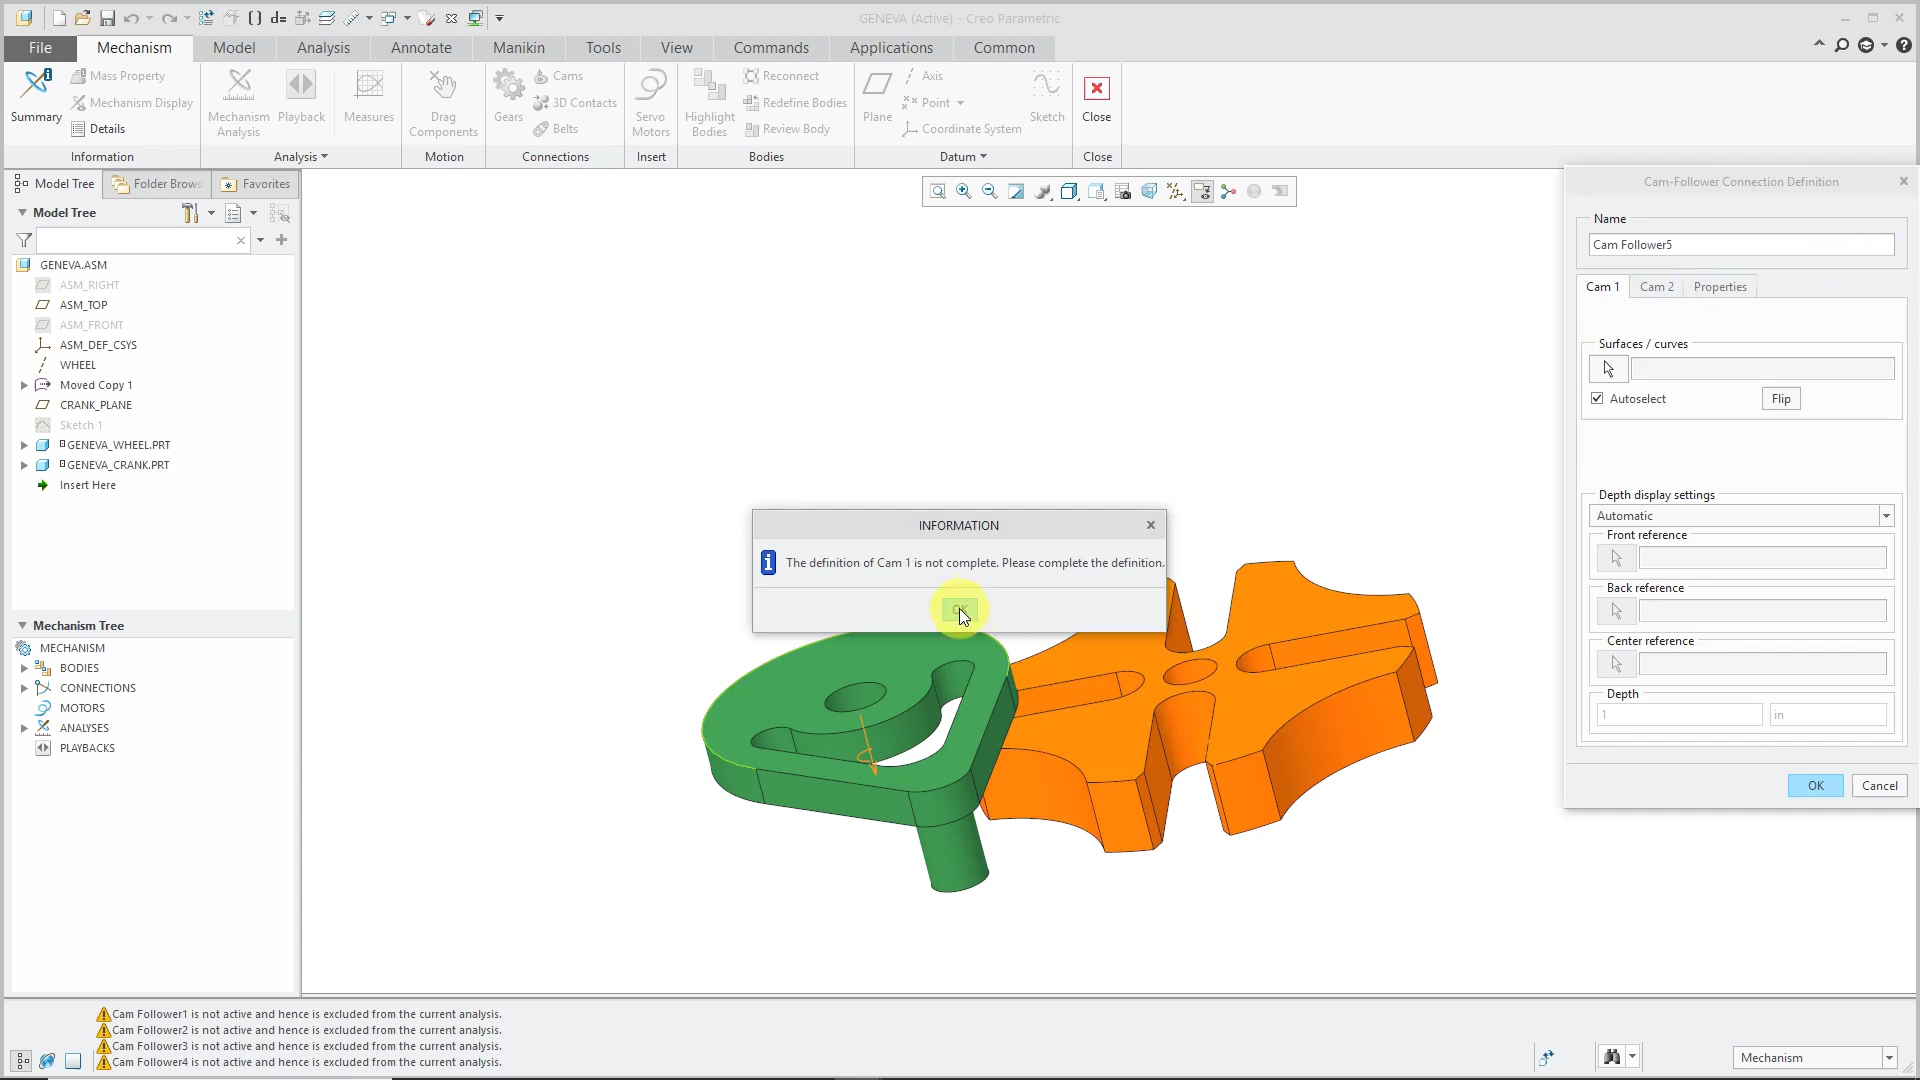 GENEVA (Active) - Creo Parametric
File Mechanism Model Analysis Annotate Manikin Tools View Commands Applications Common
Summary
Mass Property
Mechanism Display
Details
Information
Mechanism
Analysis
Playback
Measures
Analysis
Drag
Components
Motion
Gears
Cams
3D Contacts
Belts
Connections
Servo
Motors
Insert
Highlight
Bodies
Reconnect
Redefine Bodies
Review Body
Bodies
Plane
Axis
Point
Coordinate System
Sketch
Datum
Close
Close
Model Tree Folder Brows Favorites
Model Tree
GENEVA.ASM
ASM_RIGHT
ASM_TOP
ASM_FRONT
ASM_DEF_CSYS
WHEEL
Moved Copy 1
CRANK_PLANE
Sketch 1
GENEVA_WHEEL.PRT
GENEVA_CRANK.PRT
Insert Here
Mechanism Tree
MECHANISM
BODIES
CONNECTIONS
MOTORS
ANALYSES
PLAYBACKS
INFORMATION
The definition of Cam 1 is not complete. Please complete the definition.
OK
Cam-Follower Connection Definition
Name
Cam Follower5
Cam 1 Cam 2 Properties
Surfaces / curves
Autoselect Flip
Depth display settings
Automatic
Front reference
Back reference
Center reference
Depth
1 in
OK Cancel
Cam Follower1 is not active and hence is excluded from the current analysis.
Cam Follower2 is not active and hence is excluded from the current analysis.
Cam Follower3 is not active and hence is excluded from the current analysis.
Cam Follower4 is not active and hence is excluded from the current analysis.
Mechanism